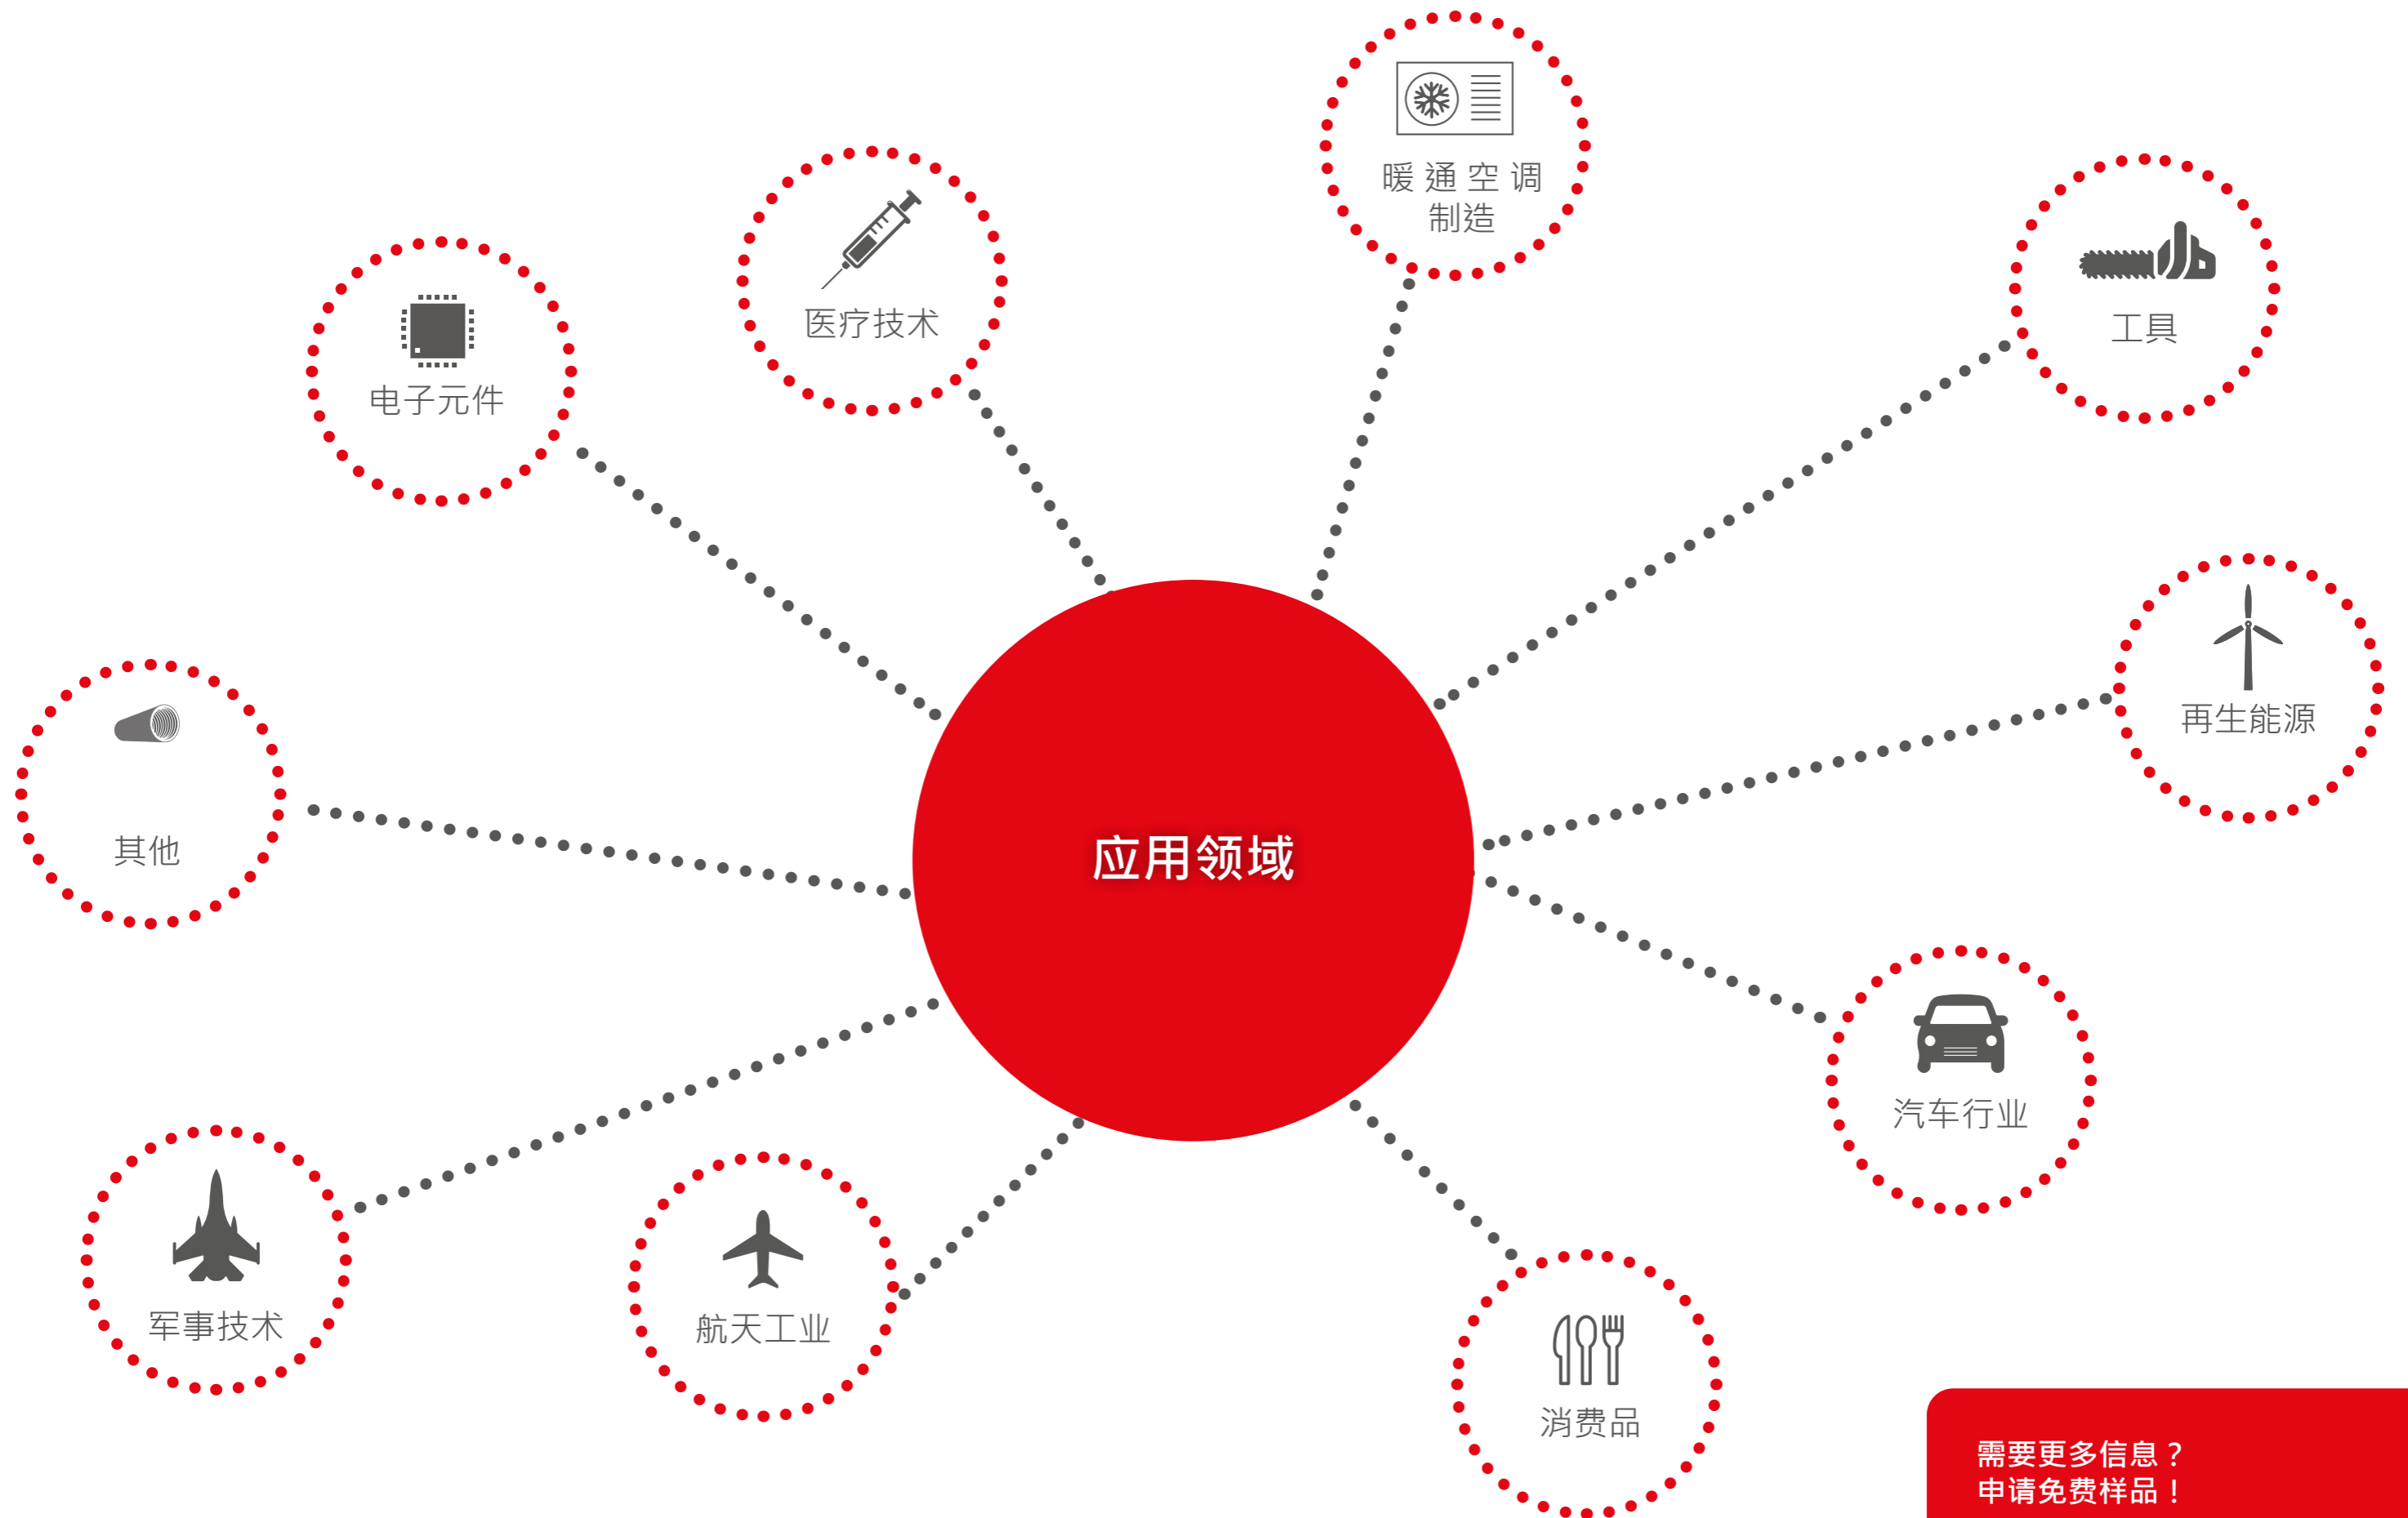 暖通空调
制造
医疗技术
工具
电子元件
再生能源
其他
应用领域
汽车行业
军事技术
航天工业
消费品
需要更多信息？
申请免费样品！